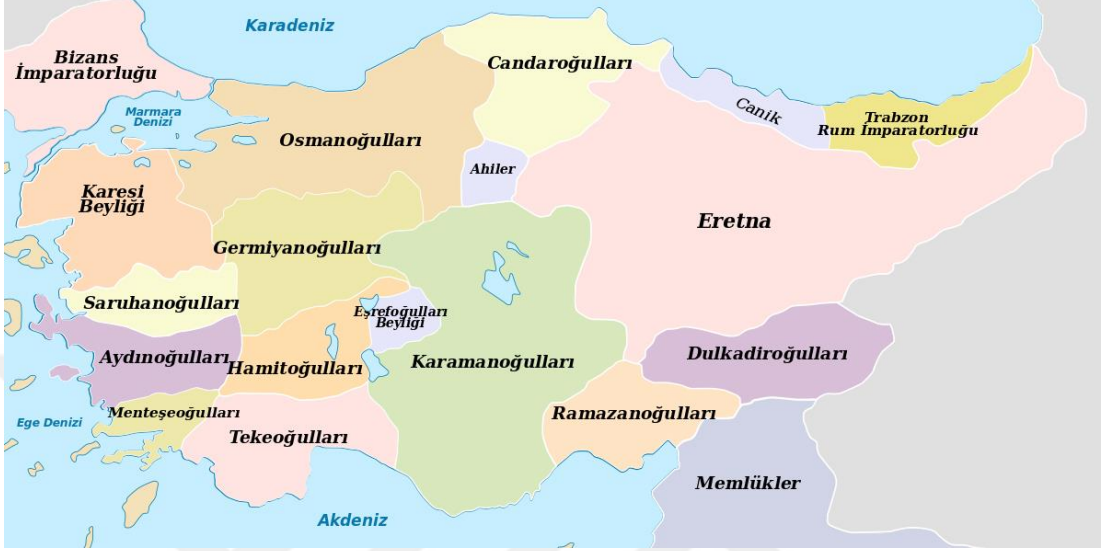 Karadeniz
Bizans
İmparatorluğu
Candaroğulları
Marmara
Denizi
Canik
Trabzon
Rum İmparatorluğu
Osmanoğulları
Ahiler
Karesi
Beyliği
Eretna
Germiyanoğulları
Saruhanoğulları
Eşrefoğulları
Beyliği
Aydınoğulları
Hamitoğulları
Karamanoğulları
Dulkadiroğulları
Menteşeoğulları
Ramazanoğulları
Ege Denizi
Tekeoğulları
Memlükler
Akdeniz